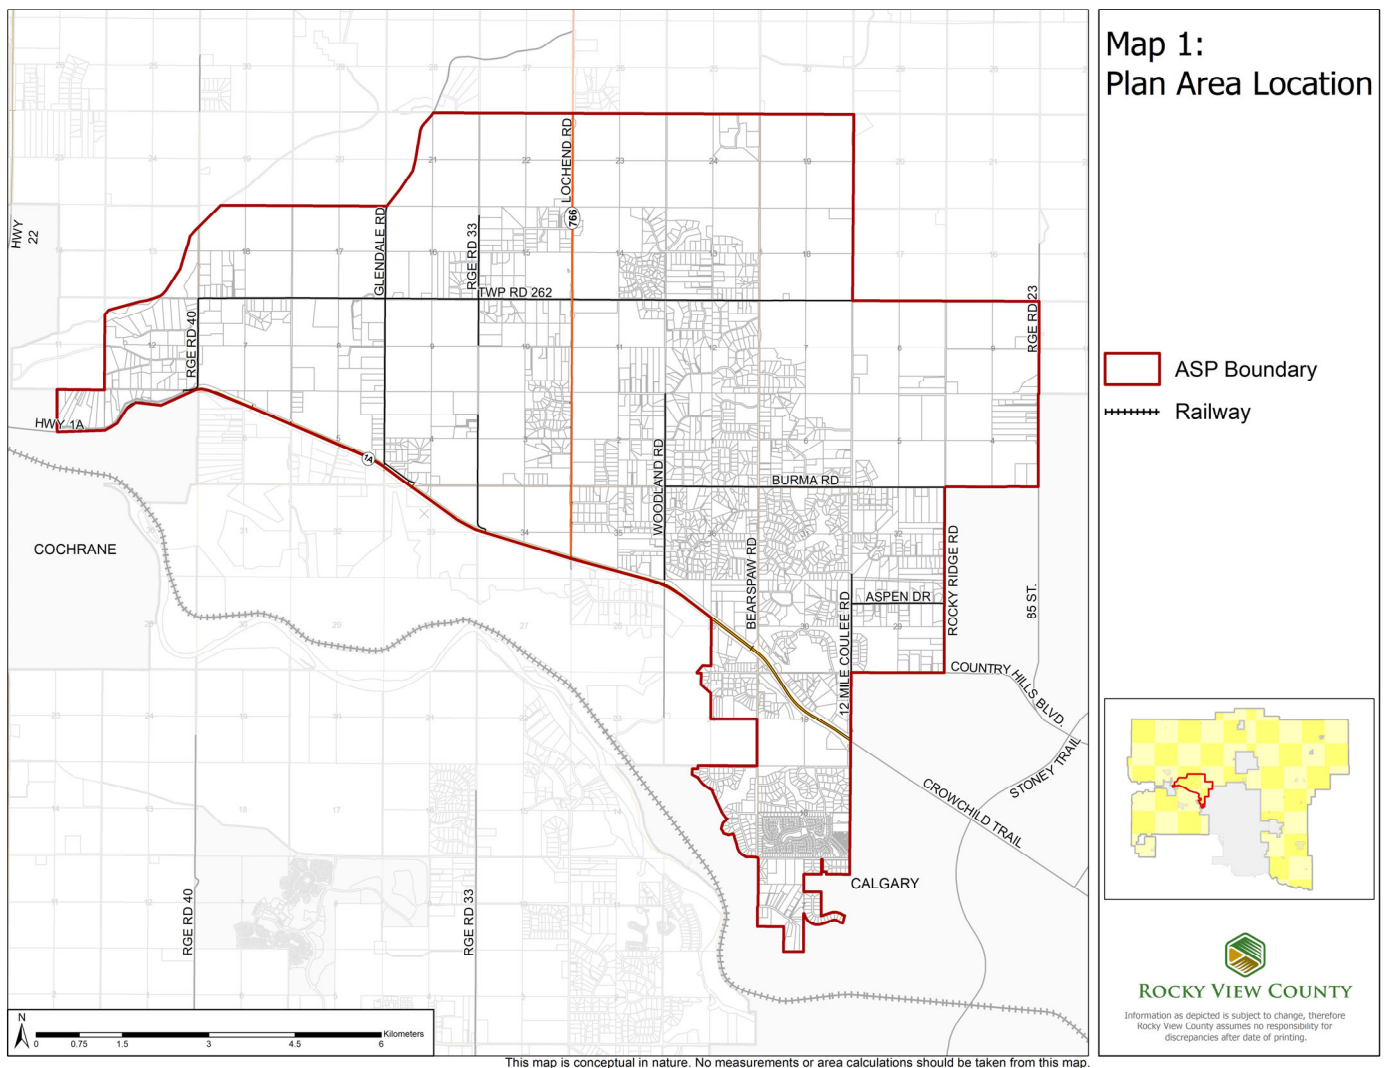 Map 1:
Plan Area Location
LOCHEND RD
766
HWY
22
GLENDALE RD
RGE RD 33
TWP RD 262
RGE RD 23
RGE RD 40
HWY 1A
1A
WOODLAND RD
BURMA RD
COCHRANE
BEARSPAW RD
ASPEN DR
ROCKY RIDGE RD
85 ST.
12 MILE COULEE RD
COUNTRY HILLS BLVD.
STONEY TRAIL
CROWCHILD TRAIL
CALGARY
RGE RD 40
RGE RD 33
ASP Boundary
Railway
N
0 0.75 1.5 3 4.5 6
Kilometers
ROCKY VIEW COUNTY
Information as depicted is subject to change, therefore
Rocky View County assumes no responsibility for
discrepancies after date of printing.
This map is conceptual in nature. No measurements or area calculations should be taken from this map.